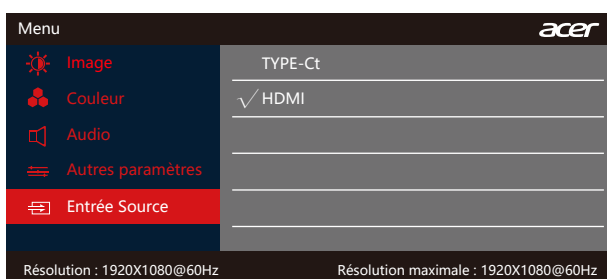 Menu
acer
Image
TYPE-Ct
Couleur
√ HDMI
Audio
Autres paramètres
Entrée Source
Résolution : 1920X1080@60Hz
Résolution maximale : 1920X1080@60Hz